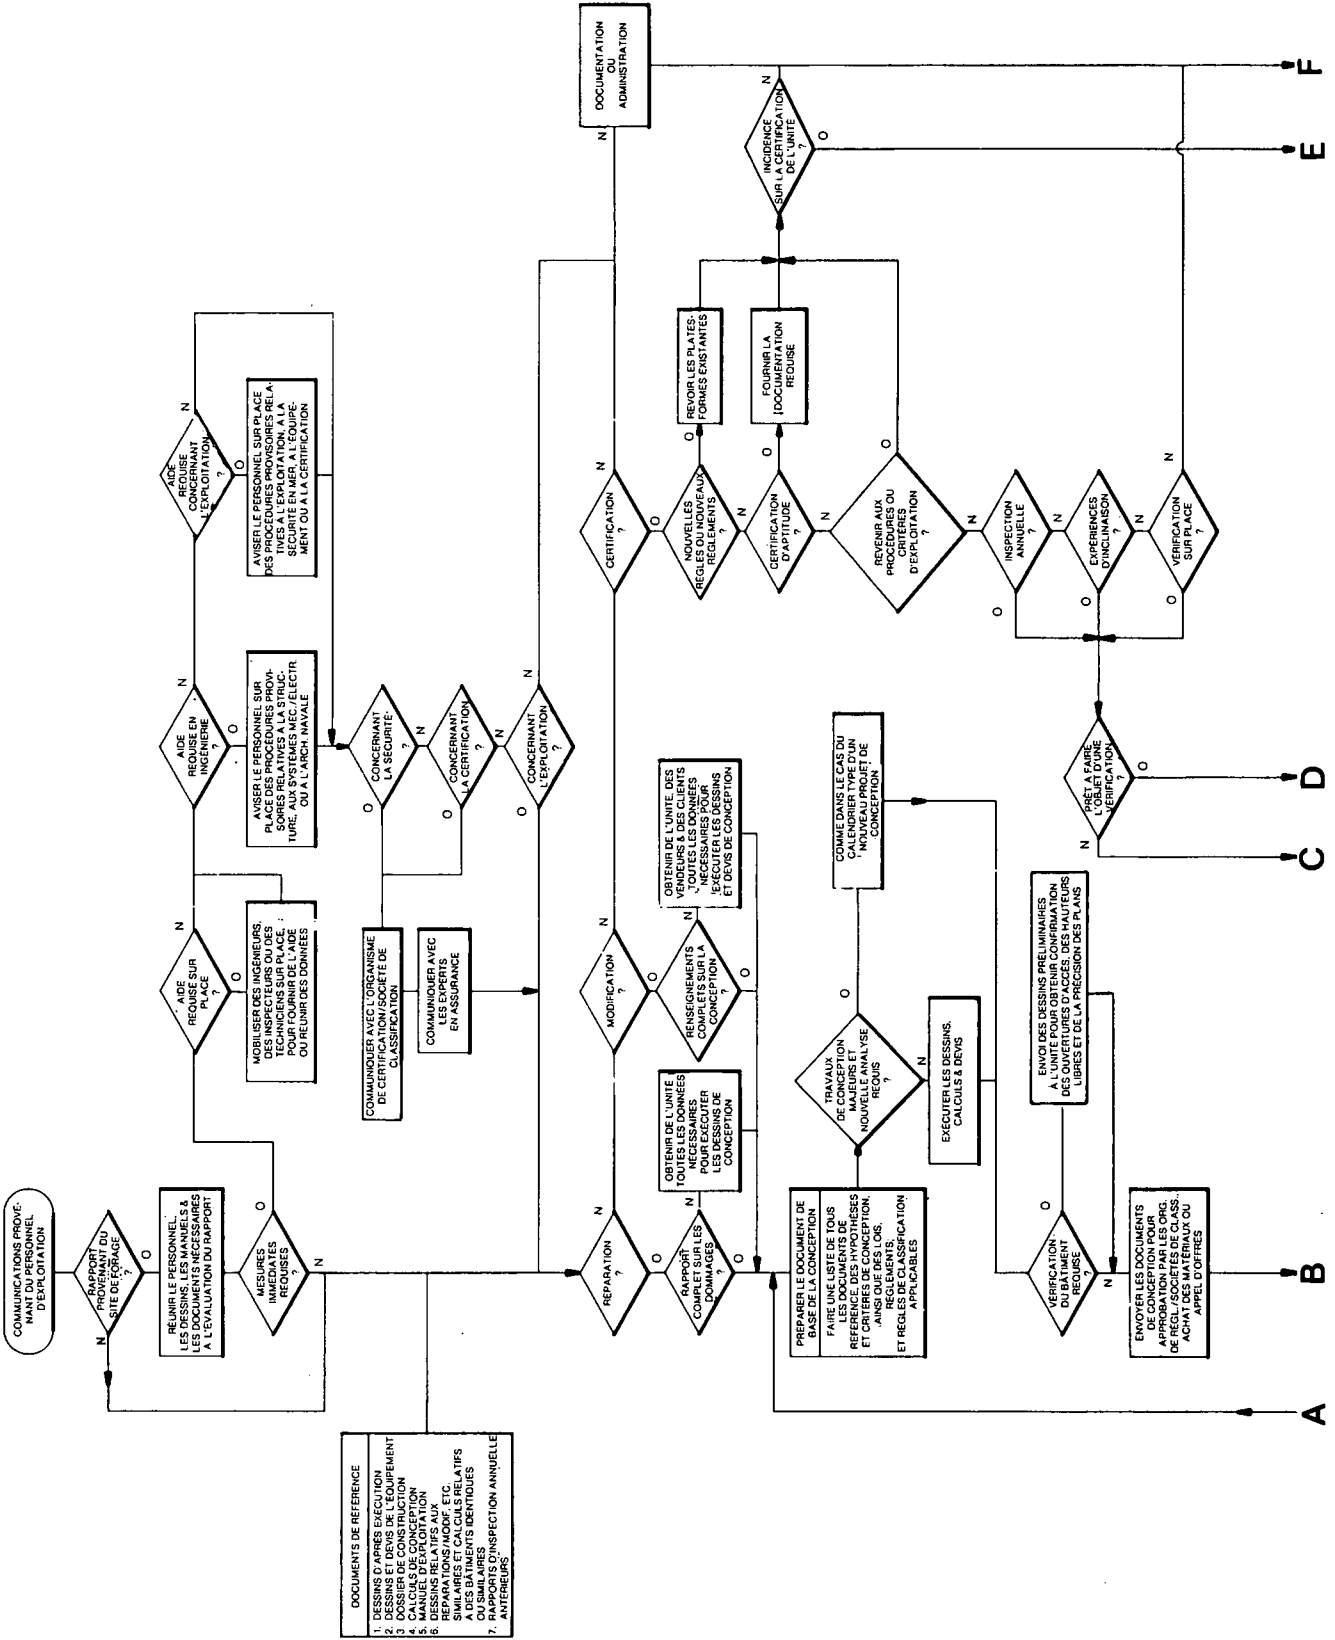 COMMUNICATIONS PROVE-
NANT DU PERSONNEL
D'EXPLOITATION
RAPPORT
PROVENANT DU
SITE DE FORAGE
?
N
O
RÉUNIR LE PERSONNEL,
LES DESSINS, LES MANUELS &
LES DOCUMENTS NÉCESSAIRES
A L'ÉVALUATION DU RAPPORT
MESURES
IMMÉDIATES
REQUISES
?
O
N
AIDE
REQUISE SUR
PLACE
?
N
O
MOBILISER DES INGÉNIEURS,
DES INSPECTEURS OU DES
TECHNICIENS SUR PLACE,
POUR FOURNIR DE L'AIDE
OU RÉUNIR DES DONNÉES
AIDE
REQUISE EN
INGÉNIERIE
?
N
O
AVISER LE PERSONNEL SUR
PLACE DES PROCÉDURES PROVI-
SOIRES RELATIVES À LA STRUC-
TURE, AUX SYSTÈMES MÉC./ÉLECTR.
OU À L'ARCH. NAVALE
AIDE
REQUISE
CONCERNANT
L'EXPLOITATION
?
N
O
AVISER LE PERSONNEL SUR PLACE
DES PROCÉDURES PROVISOIRES RELA-
TIVES À L'EXPLOITATION, À LA
SÉCURITÉ EN MER, À L'ÉQUIPE-
MENT OU À LA CERTIFICATION
CONCERNANT
LA SÉCURITÉ
?
O
N
CONCERNANT
LA CERTIFICATION
?
O
N
CONCERNANT
L'EXPLOITATION
?
O
N
COMMUNIQUER AVEC L'ORGANISME
DE CERTIFICATION/SOCIÉTÉ DE
CLASSIFICATION
COMMUNIQUER AVEC
LES EXPERTS
EN ASSURANCE
DOCUMENTS DE RÉFÉRENCE
1. DESSINS D'APRÈS EXÉCUTION
2. DESSINS ET DEVIS DE L'ÉQUIPEMENT
3 DOSSIER DE CONSTRUCTION
4. CALCULS DE CONCEPTION
5. MANUEL D'EXPLOITATION
6. DESSINS RELATIFS AUX
RÉPARATIONS/MODIF., ETC.
SIMILAIRES ET CALCULS RELATIFS
A DES BÂTIMENTS IDENTIQUES
OU SIMILAIRES
7. RAPPORTS D'INSPECTION ANNUELLE
ANTÉRIEURS
RÉPARATION
?
N
O
MODIFICATION
?
N
O
CERTIFICATION
?
N
O
N
DOCUMENTATION
OU
ADMINISTRATION
RAPPORT
COMPLET SUR LES
DOMMAGES
?
N
O
OBTENIR DE L'UNITÉ
TOUTES LES DONNÉES
NÉCESSAIRES
POUR EXÉCUTER
LES DESSINS DE
CONCEPTION
RENSEIGNEMENTS
COMPLETS SUR LA
CONCEPTION
?
N
O
OBTENIR DE L'UNITÉ, DES
VENDEURS & DES CLIENTS
TOUTES LES DONNÉES
NÉCESSAIRES POUR
EXÉCUTER LES DESSINS
ET DEVIS DE CONCEPTION
NOUVELLES
RÈGLES OU NOUVEAUX
RÈGLEMENTS
?
O
N
REVOIR LES PLATES-
FORMES EXISTANTES
CERTIFICATION
D'APTITUDE
?
O
N
FOURNIR LA
DOCUMENTATION
REQUISE
REVENIR AUX
PROCÉDURES OU
CRITÈRES
D'EXPLOITATION
?
O
N
INCIDENCE
SUR LA CERTIFICATION
DE L'UNITÉ
?
N
O
INSPECTION
ANNUELLE
?
O
N
EXPÉRIENCES
D'INCLINAISON
?
O
N
VÉRIFICATION
SUR PLACE
?
O
N
PRÉPARER LE DOCUMENT DE
BASE DE LA CONCEPTION
FAIRE UNE LISTE DE TOUS
LES DOCUMENTS DE
RÉFÉRENCE, DES HYPOTHÈSES
ET CRITÈRES DE CONCEPTION,
AINSI QUE DES LOIS,
RÈGLEMENTS,
ET RÈGLES DE CLASSIFICATION
APPLICABLES
TRAVAUX
DE CONCEPTION
MAJEURS ET
NOUVELLE ANALYSE
REQUIS
?
O
N
COMME DANS LE CAS DU
CALENDRIER TYPE D'UN
NOUVEAU PROJET DE
CONCEPTION
EXÉCUTER LES DESSINS,
CALCULS & DEVIS
VÉRIFICATION
DU BÂTIMENT
REQUISE
?
O
N
ENVOI DES DESSINS PRÉLIMINAIRES
À L'UNITÉ POUR OBTENIR CONFIRMATION
DES OUVERTURES D'ACCÈS, DES HAUTEURS
LIBRES ET DE LA PRÉCISION DES PLANS
ENVOYER LES DOCUMENTS
DE CONCEPTION POUR
APPROBATION PAR LES ORG.
DE RÉGL./SOCIÉTÉS DE CLASS.,
ACHAT DES MATÉRIAUX OU
APPEL D'OFFRES
PRÊT À FAIRE
L'OBJET D'UNE
VÉRIFICATION
?
N
O
A
B
C
D
E
F